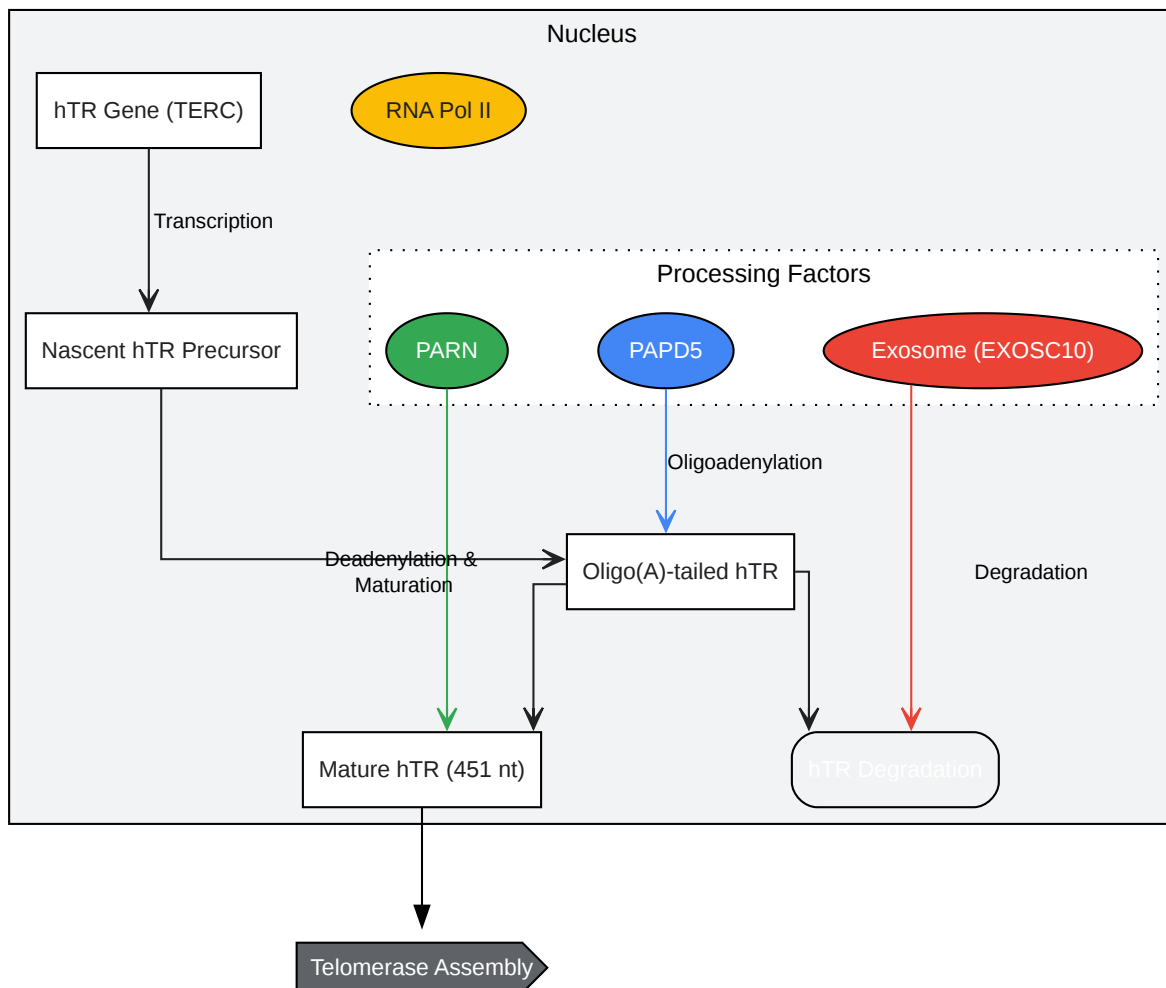 Nucleus
hTR Gene (TERC)
RNA Pol II
Transcription
Processing Factors
Nascent hTR Precursor
PARN
PAPD5
Exosome (EXOSC10)
Oligoadenylation
Deadenylation &
Maturation
Oligo(A)-tailed hTR
Degradation
Mature hTR (451 nt)
hTR Degradation
Telomerase Assembly